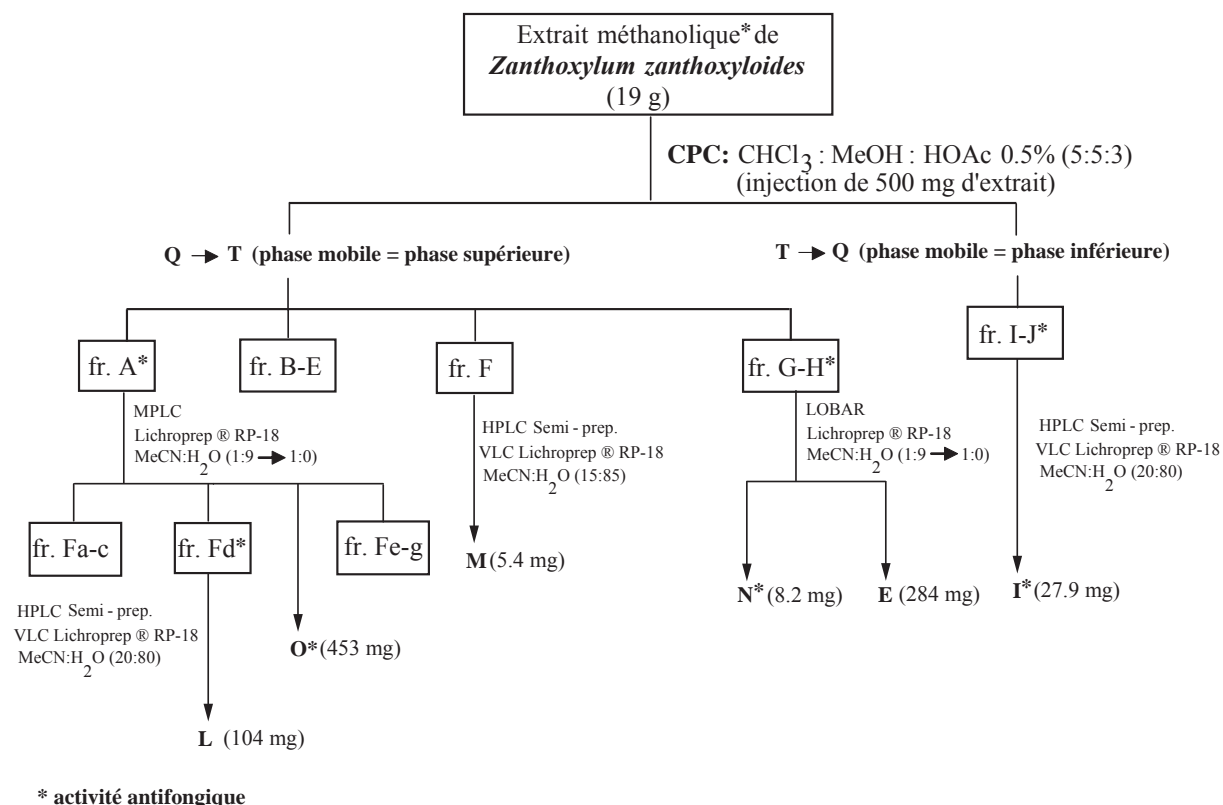 Extrait méthanolique* de
Zanthoxylum zanthoxyloides
(19 g)
CPC: CHCl3 : MeOH : HOAc 0.5% (5:5:3)
(injection de 500 mg d'extrait)
Q → T (phase mobile = phase supérieure)
T → Q (phase mobile = phase inférieure)
fr. A*
fr. B-E
fr. F
fr. G-H*
fr. I-J*
MPLC
Lichroprep ® RP-18
MeCN:H2O (1:9 → 1:0)
HPLC Semi - prep.
VLC Lichroprep ® RP-18
MeCN:H2O (15:85)
LOBAR
Lichroprep ® RP-18
MeCN:H2O (1:9 → 1:0)
HPLC Semi - prep.
VLC Lichroprep ® RP-18
MeCN:H2O (20:80)
fr. Fa-c
fr. Fd*
fr. Fe-g
M (5.4 mg)
N* (8.2 mg)
E (284 mg)
I* (27.9 mg)
HPLC Semi - prep.
VLC Lichroprep ® RP-18
MeCN:H2O (20:80)
O* (453 mg)
L (104 mg)
* activité antifongique